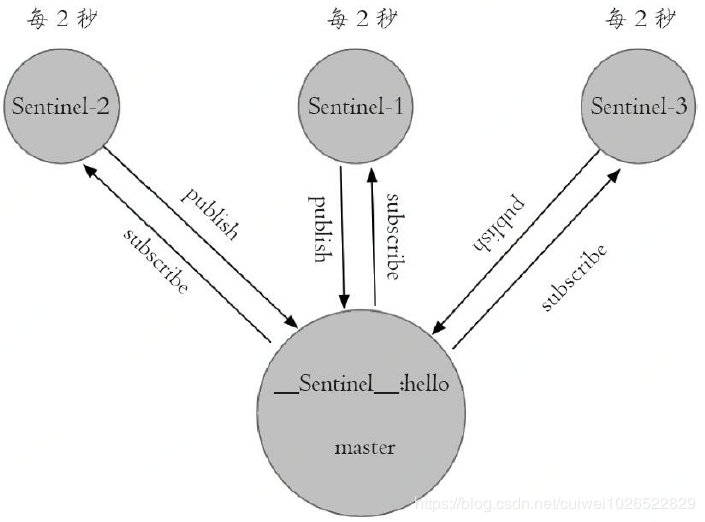 每 2 秒
每 2 秒
每 2 秒
Sentinel-2
Sentinel-1
Sentinel-3
publish
subscribe
publish
subscribe
publish
subscribe
__Sentinel__:hello
master
https://blog.csdn.net/cuiwei1026522829